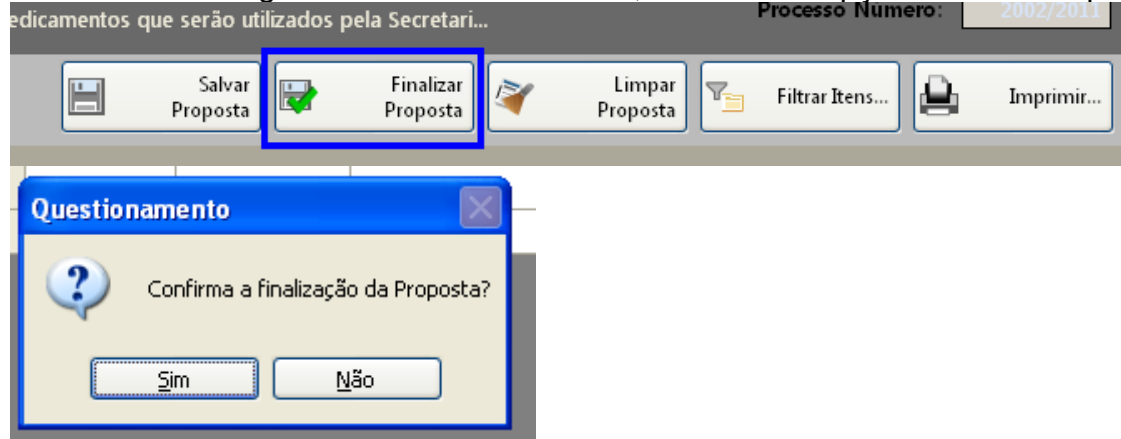 edicamentos que serão utilizados pela Secretari...
Processo Número: 2002/2011
Salvar
Proposta
Finalizar
Proposta
Limpar
Proposta
Filtrar Itens...
Imprimir...
Questionamento
Confirma a finalização da Proposta?
Sim
Não